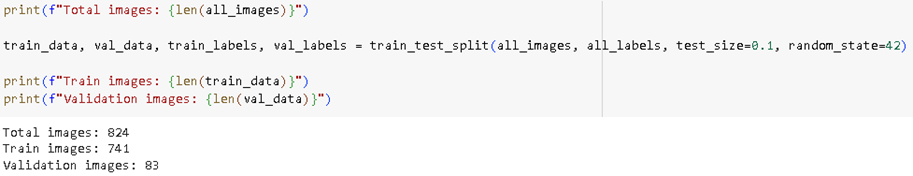 print(f"Total images: {len(all_images)}")
train_data, val_data, train_labels, val_labels = train_test_split(all_images, all_labels, test_size=0.1, random_state=42)
print(f"Train images: {len(train_data)}")
print(f"Validation images: {len(val_data)}")
Total images: 824
Train images: 741
Validation images: 83